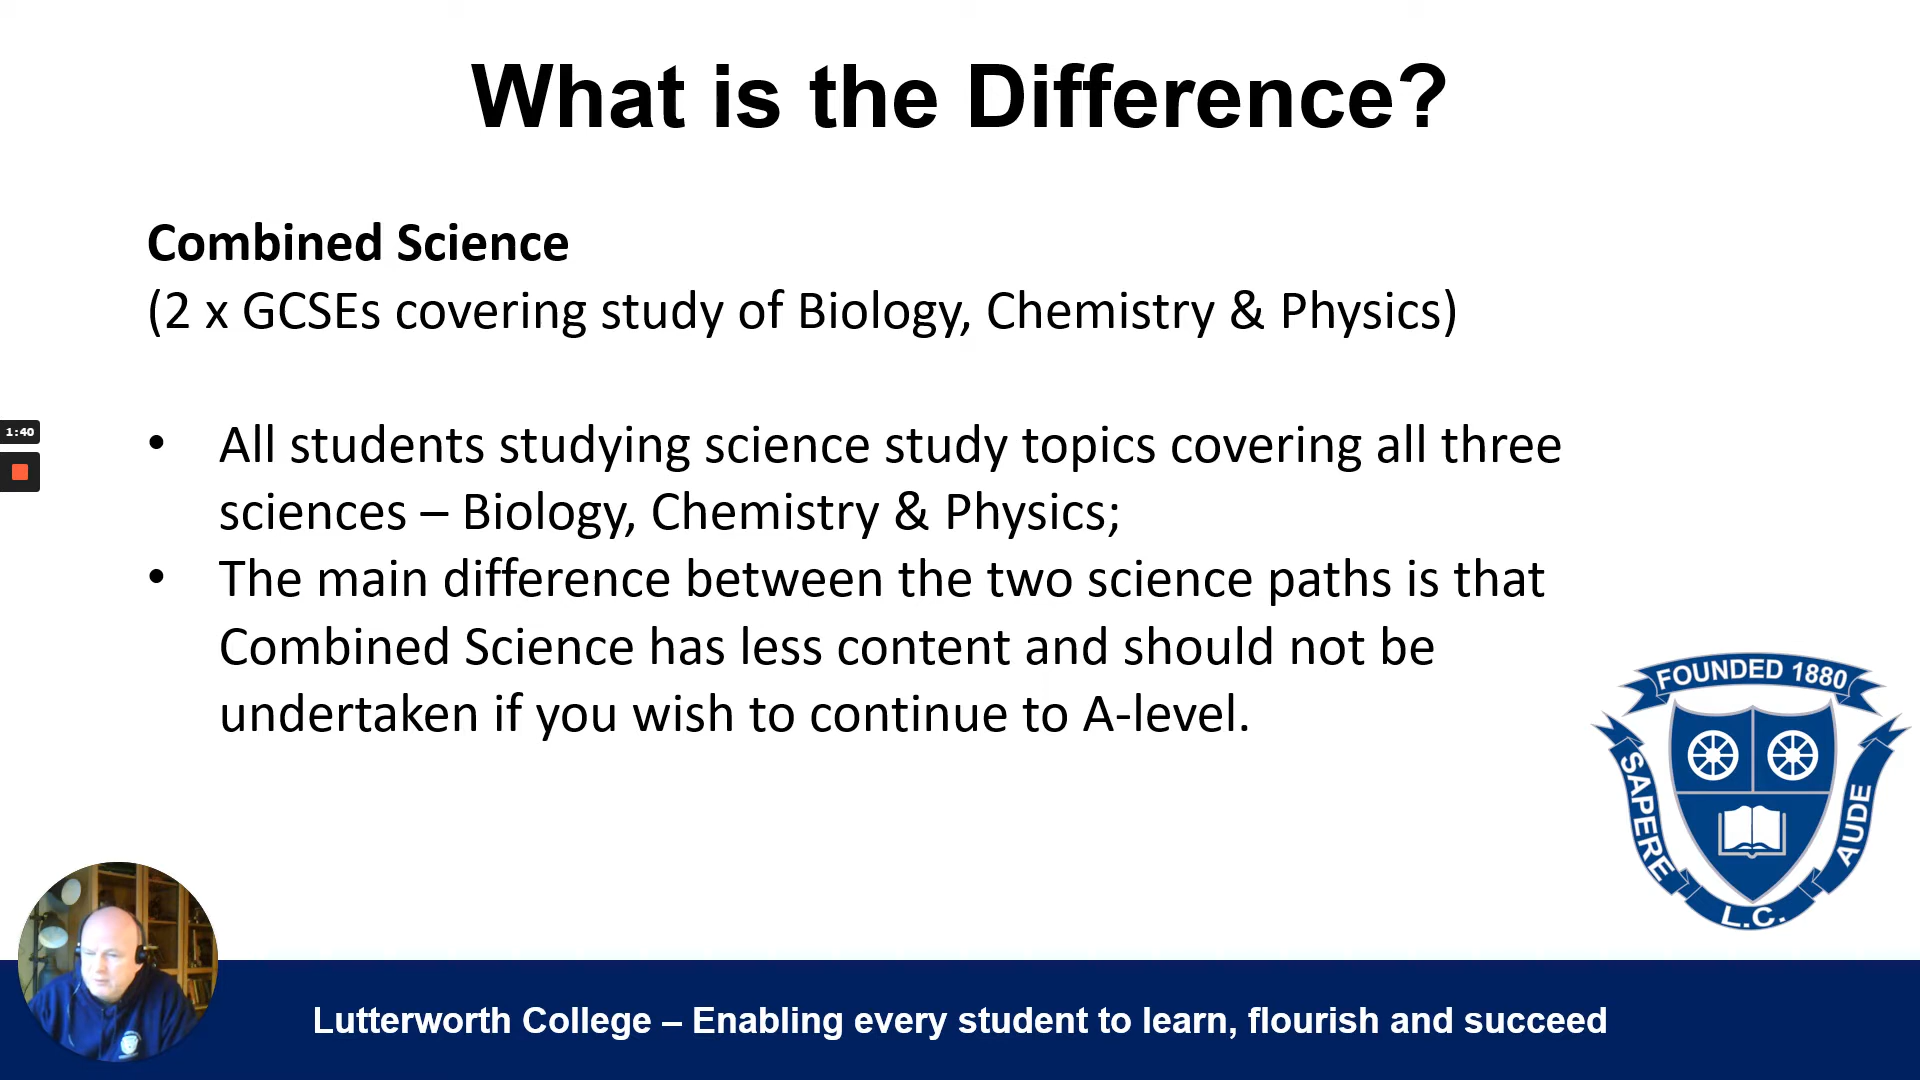 What is the Difference?
Combined Science
(2 x GCSEs covering study of Biology, Chemistry & Physics)
• All students studying science study topics covering all three
sciences – Biology, Chemistry & Physics;
• The main difference between the two science paths is that
Combined Science has less content and should not be
undertaken if you wish to continue to A-level.
1:40
FOUNDED 1880
SAPERE
AUDE
L.C.
Lutterworth College – Enabling every student to learn, flourish and succeed